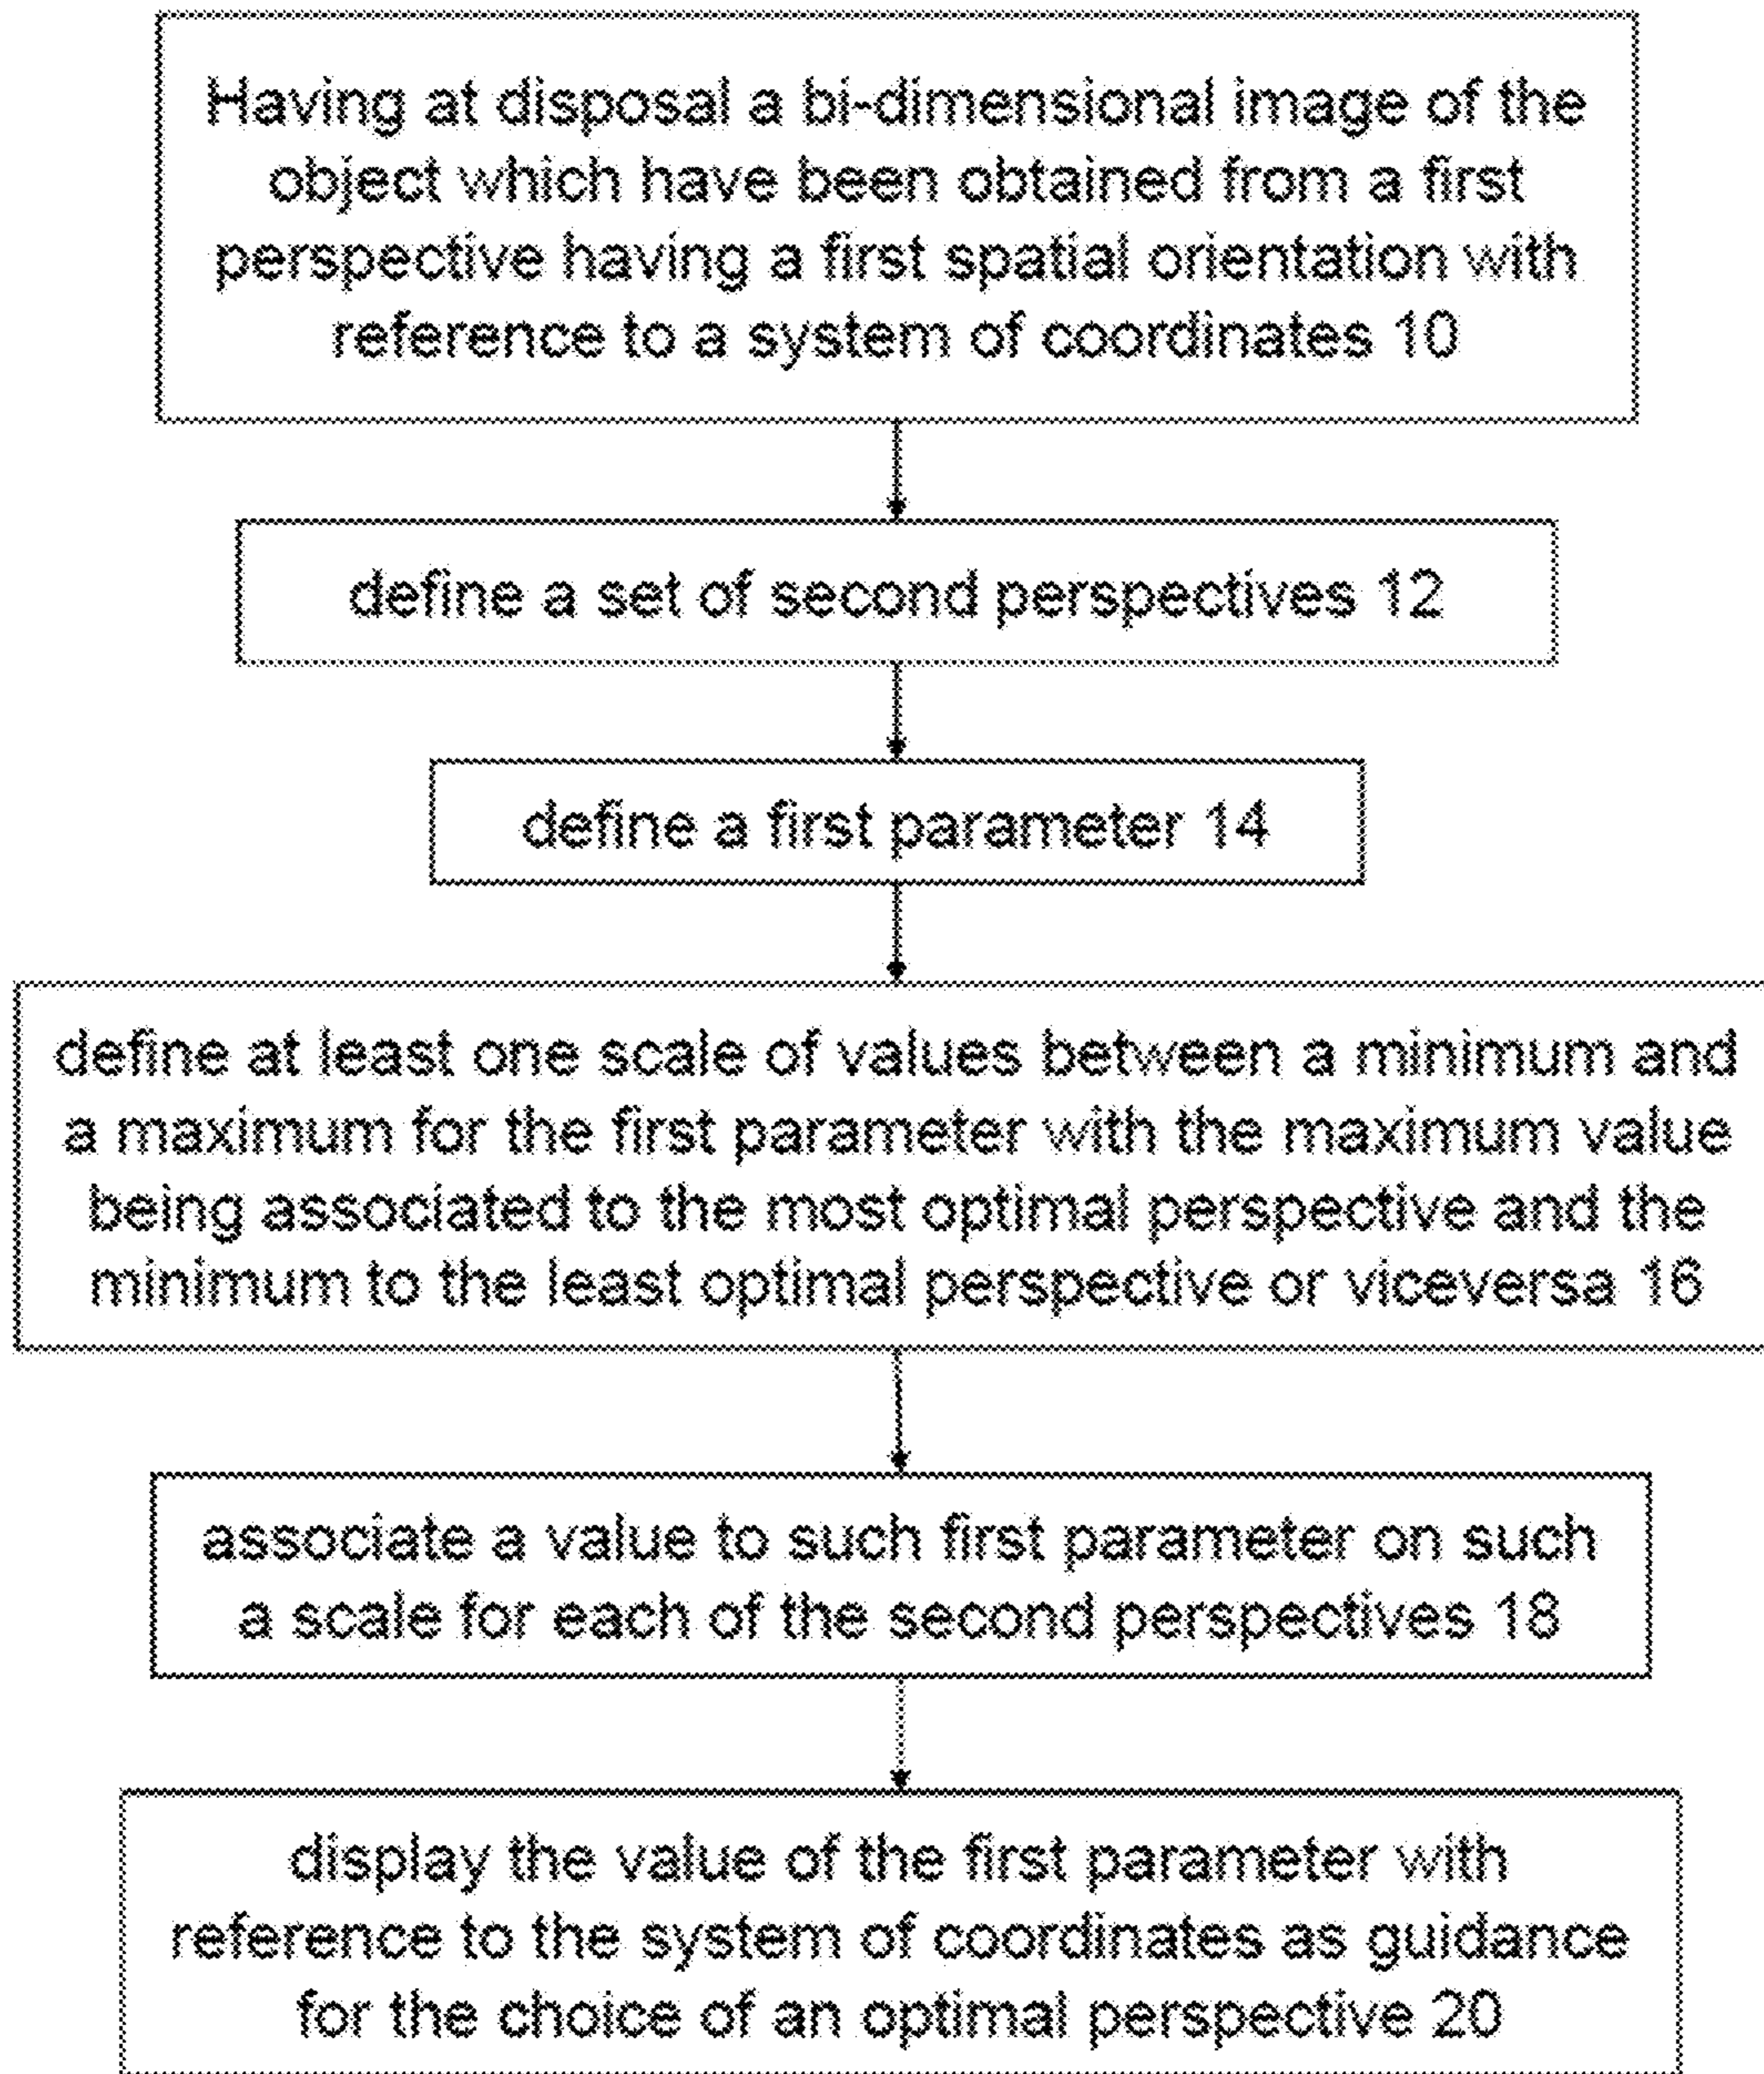 Having at disposal a bi-dimensional image of the
object which have been obtained from a first
perspective having a first spatial orientation with
reference to a system of coordinates 10
define a set of second perspectives 12
define a first parameter 14
define at least one scale of values between a minimum and
a maximum for the first parameter with the maximum value
being associated to the most optimal perspective and the
minimum to the least optimal perspective or viceversa 16
associate a value to such first parameter on such
a scale for each of the second perspectives 18
display the value of the first parameter with
reference to the system of coordinates as guidance
for the choice of an optimal perspective 20